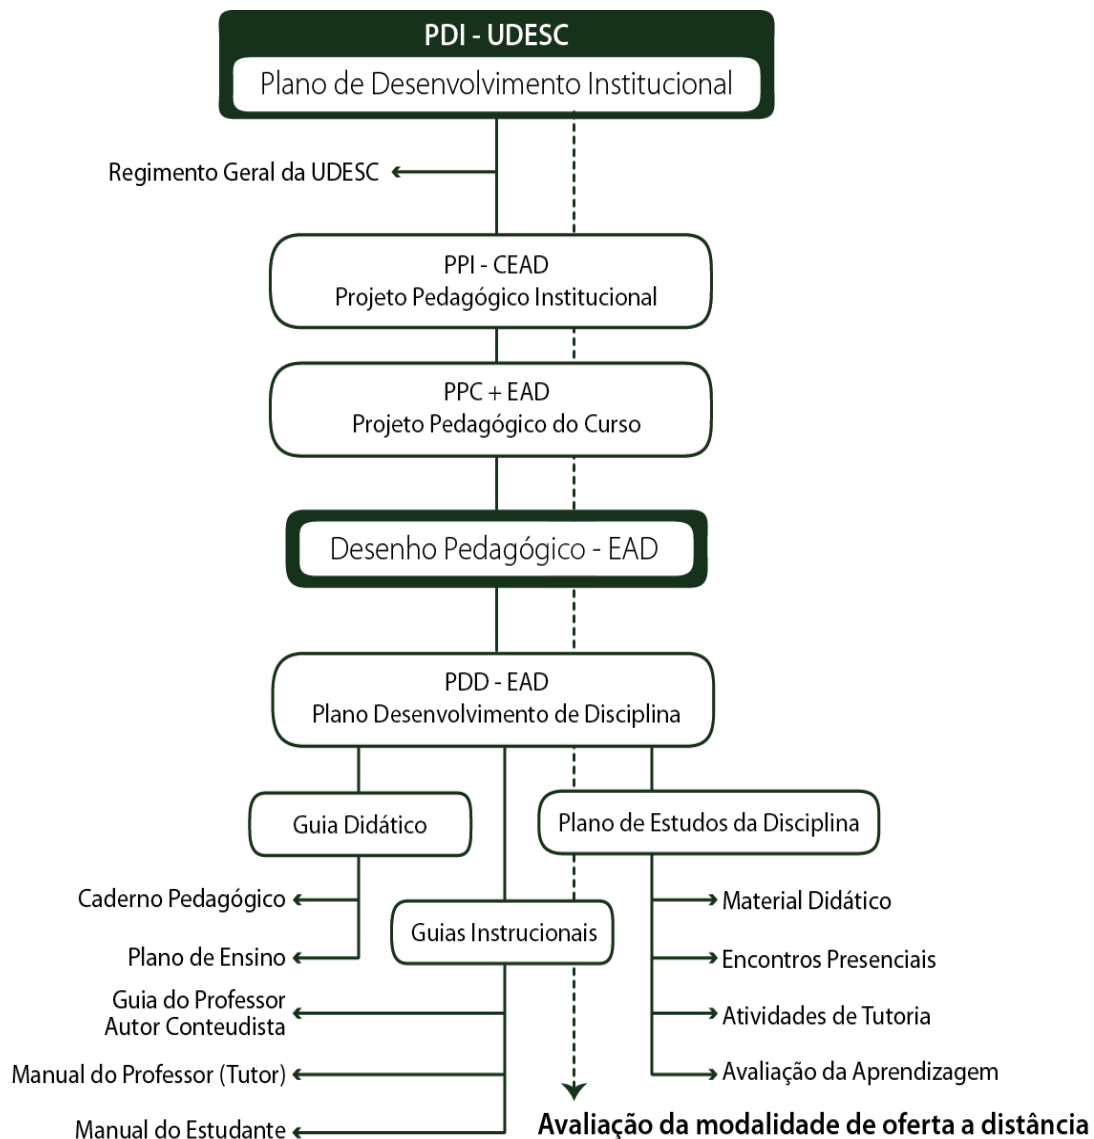 PDI - UDESC
Plano de Desenvolvimento Institucional
Regimento Geral da UDESC
PPI - CEAD
Projeto Pedagógico Institucional
PPC + EAD
Projeto Pedagógico do Curso
Desenho Pedagógico - EAD
PDD - EAD
Plano Desenvolvimento de Disciplina
Guia Didático
Caderno Pedagógico
Plano de Ensino
Guias Instrucionais
Guia do Professor
Autor Conteudista
Manual do Professor (Tutor)
Manual do Estudante
Plano de Estudos da Disciplina
Material Didático
Encontros Presenciais
Atividades de Tutoria
Avaliação da Aprendizagem
Avaliação da modalidade de oferta a distância